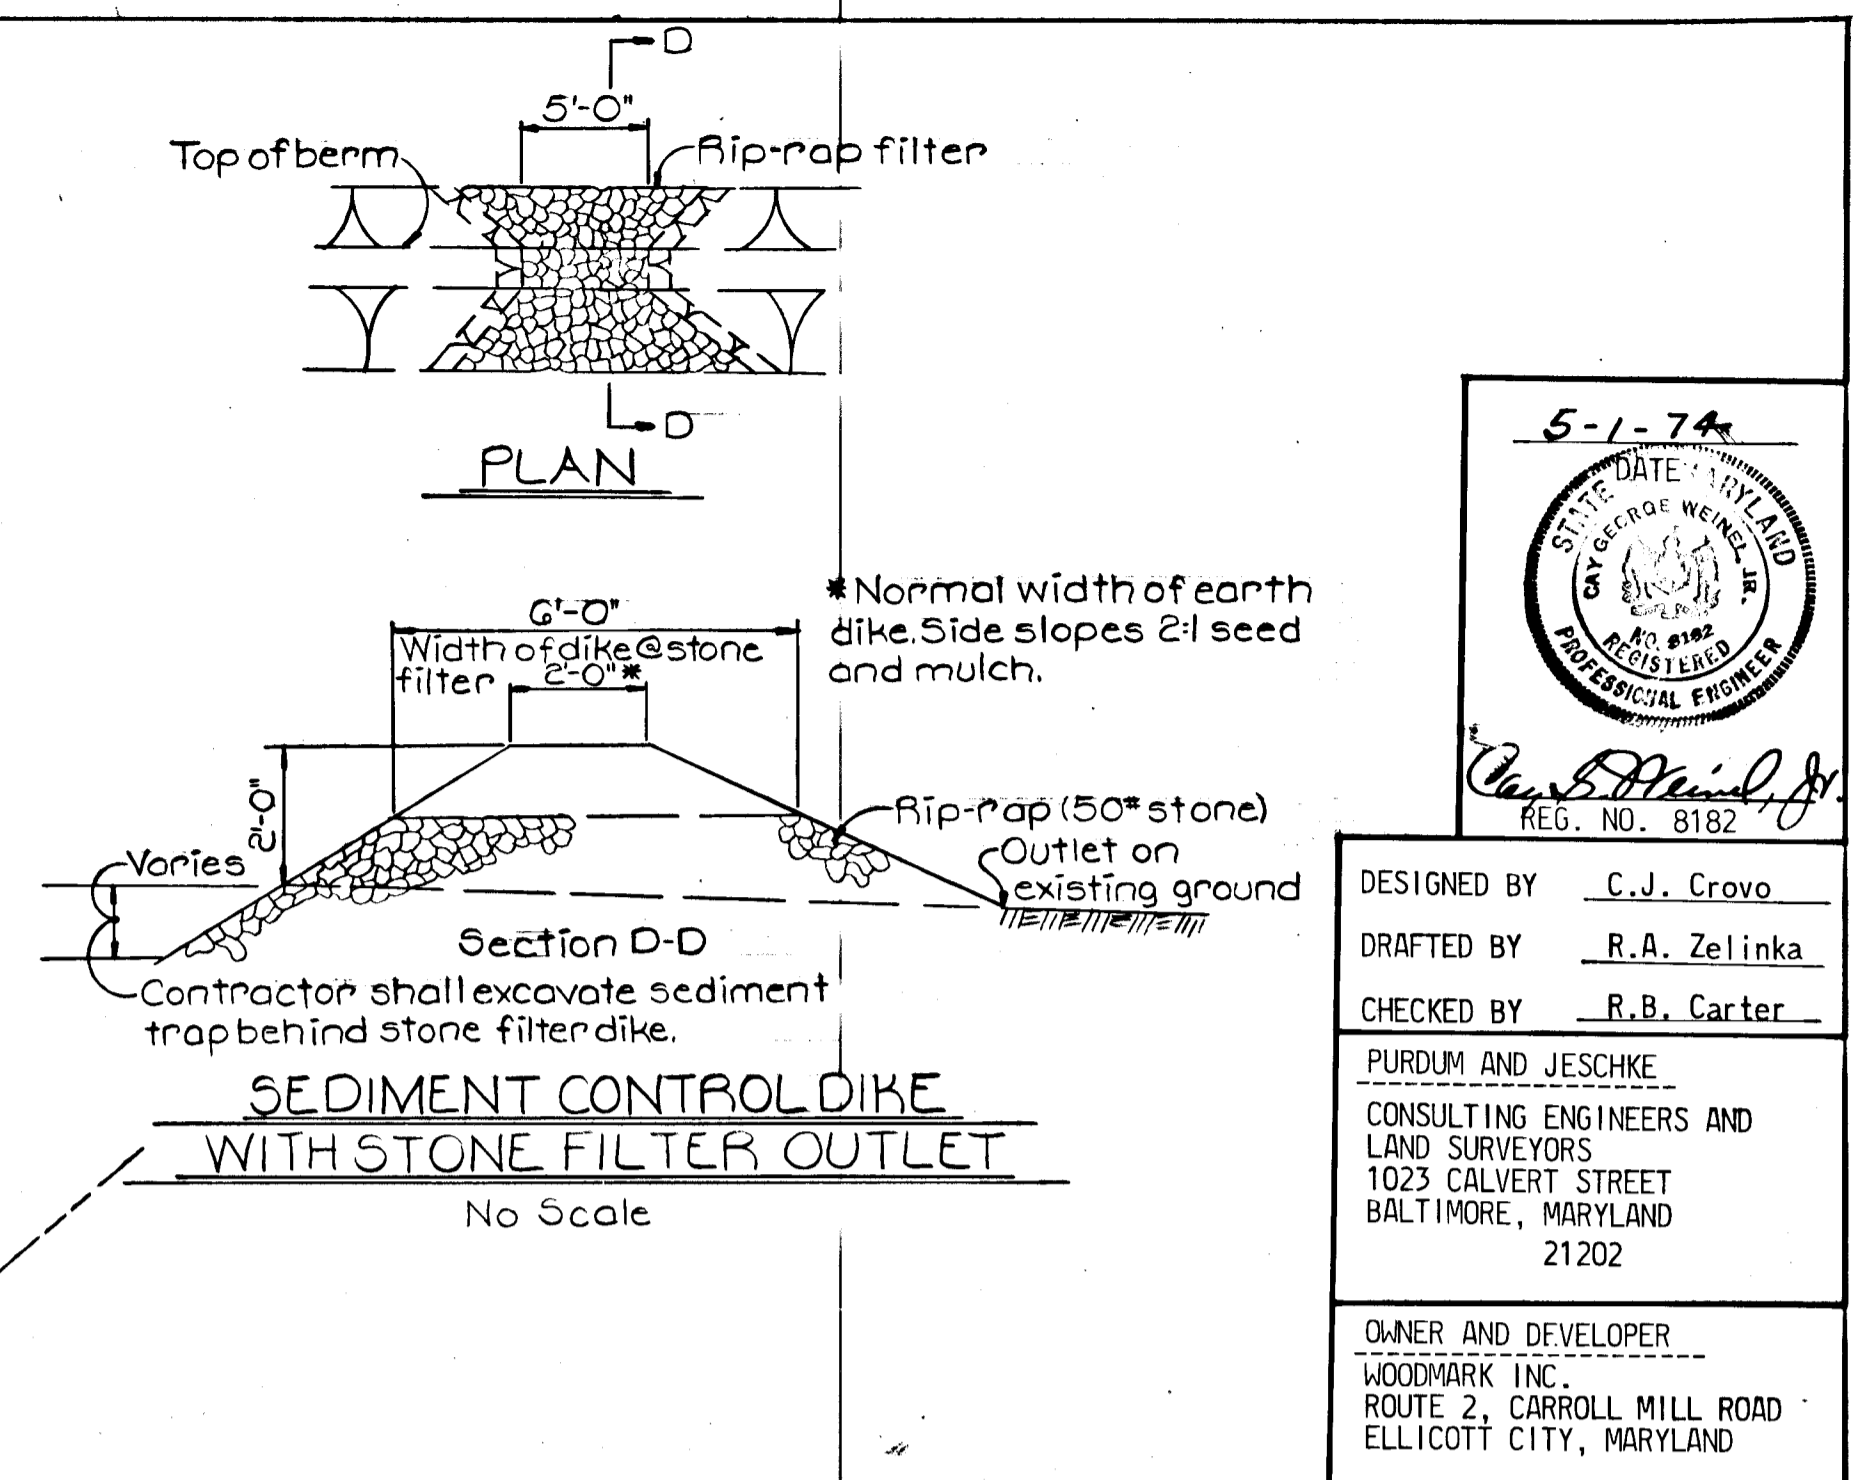 D
5'-0"
Top of berm
Rip-rap filter
D
PLAN
6'-0"
Width of dike @ stone
filter
2'-0"*
*Normal width of earth
dike. Side slopes 2:1 seed
and mulch.
2'-0"
Rip-rap (50# stone)
Varies
Outlet on
existing ground
Section D-D
Contractor shall excavate sediment
trap behind stone filter dike.
SEDIMENT CONTROL DIKE
WITH STONE FILTER OUTLET
No Scale
5-1-74
DATE
STATE MARYLAND
CAY GEORGE WEINEL, JR.
NO. 8182
REGISTERED
PROFESSIONAL ENGINEER
Cay G. Weinel, Jr.
REG. NO. 8182
DESIGNED BY C.J. Crovo
DRAFTED BY R.A. Zelinka
CHECKED BY R.B. Carter
PURDUM AND JESCHKE
CONSULTING ENGINEERS AND
LAND SURVEYORS
1023 CALVERT STREET
BALTIMORE, MARYLAND
21202
OWNER AND DEVELOPER
WOODMARK INC.
ROUTE 2, CARROLL MILL ROAD
ELLICOTT CITY, MARYLAND